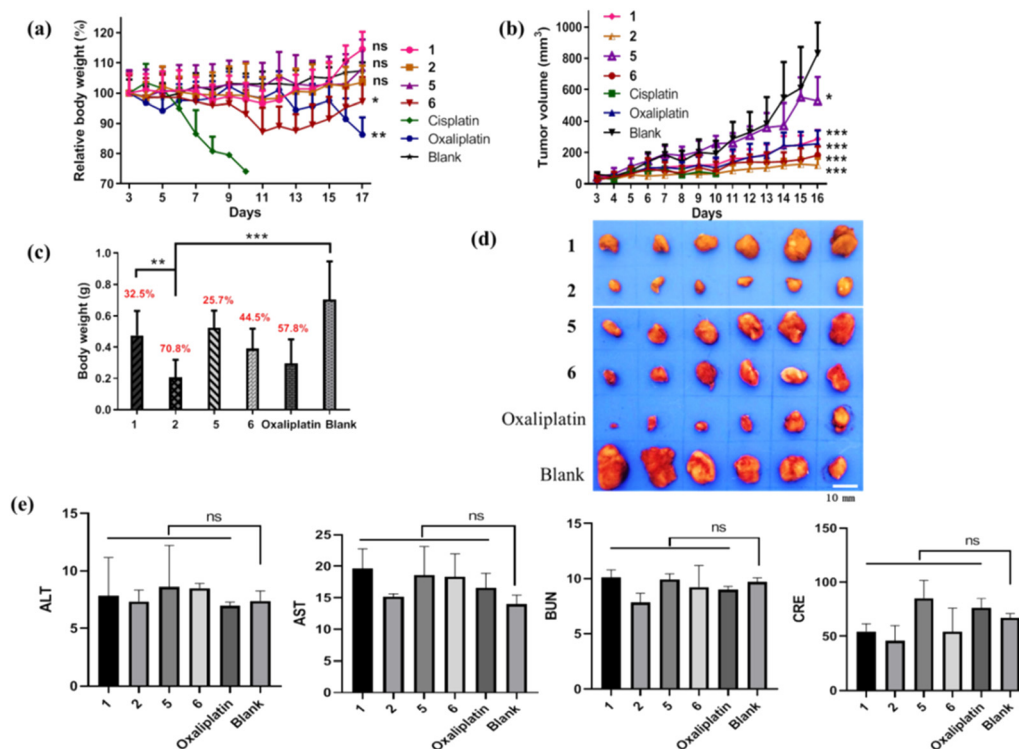 (a)
Relative body weight (%)
120
110
100
90
80
70
3 5 7 9 11 13 15 17
Days
ns
ns
ns
*
**
1
2
5
6
Cisplatin
Oxaliplatin
Blank
(b)
Tumor volume (mm3)
1000
800
600
400
200
0
3 4 5 6 7 8 9 10 11 12 13 14 15 16
Days
1
2
5
6
Cisplatin
Oxaliplatin
Blank
*
***
***
***
***
(c)
Body weight (g)
1.0
0.8
0.6
0.4
0.2
0.0
***
**
32.5%
70.8%
25.7%
44.5%
57.8%
1 2 5 6 Oxaliplatin Blank
(d)
1
2
5
6
Oxaliplatin
Blank
10 mm
(e)
ALT
15
10
5
0
ns
1 2 5 6 Oxaliplatin Blank
AST
25
20
15
10
5
0
ns
1 2 5 6 Oxaliplatin Blank
BUN
15
10
5
0
ns
1 2 5 6 Oxaliplatin Blank
CRE
150
100
50
0
ns
1 2 5 6 Oxaliplatin Blank